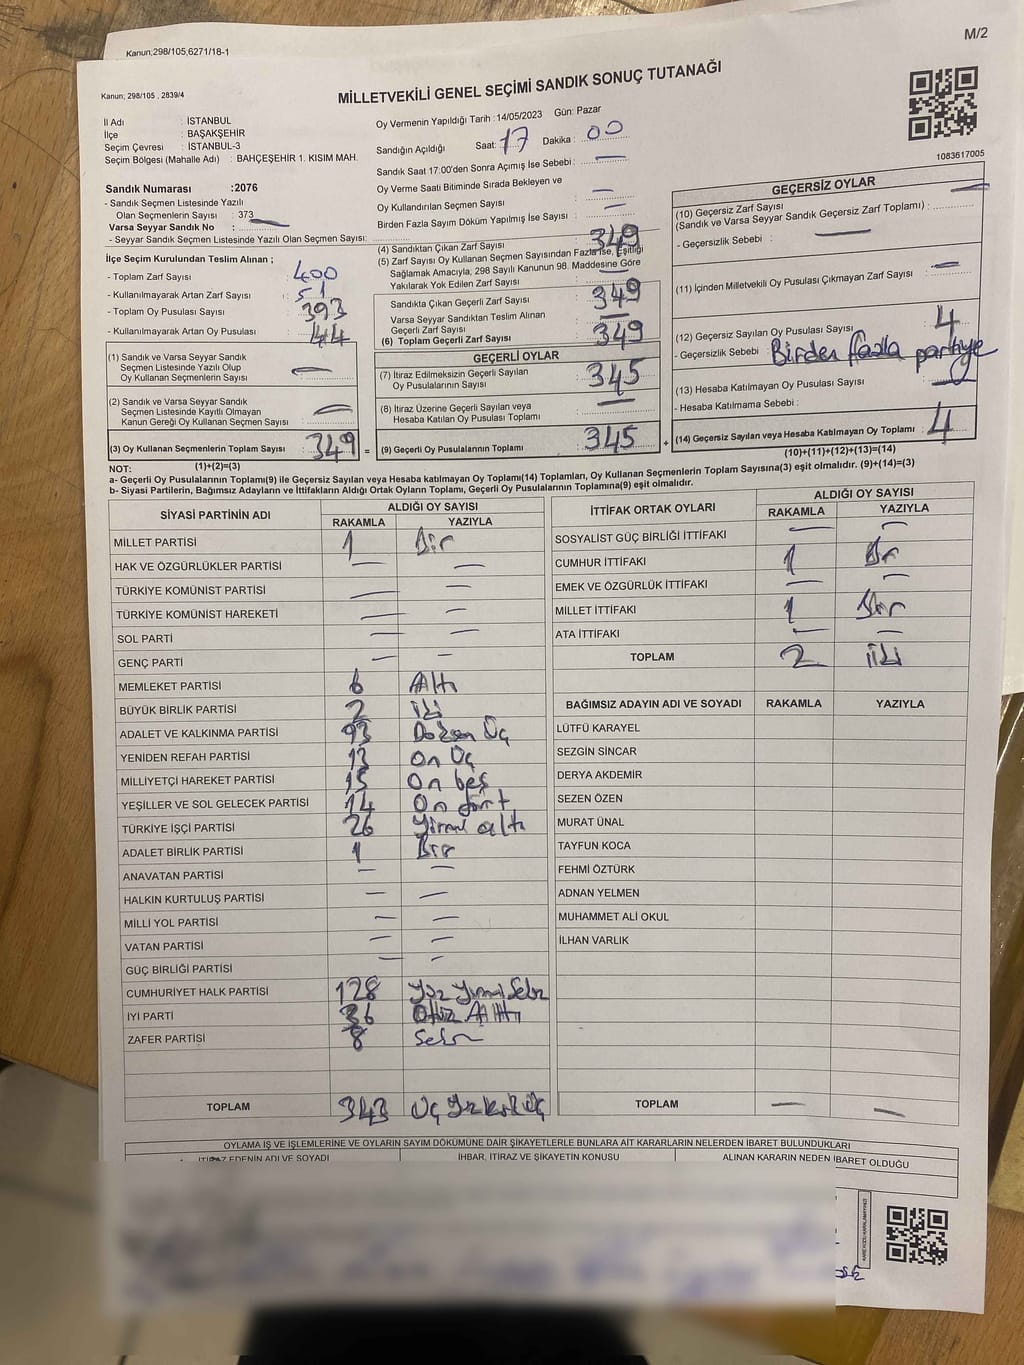 M/2
Kanun;298/105,6271/18-1
Kanun; 298/105 , 2839/4
MİLLETVEKİLİ GENEL SEÇİMİ SANDIK SONUÇ TUTANAĞI
İl Adı : İSTANBUL
İlçe : BAŞAKŞEHİR
Seçim Çevresi : İSTANBUL-3
Seçim Bölgesi (Mahalle Adı) : BAHÇEŞEHİR 1. KISIM MAH.
Oy Vermenin Yapıldığı Tarih : 14/05/2023 Gün: Pazar
Sandığın Açıldığı Saat: 17 Dakika : 00
Sandık Saat 17:00'den Sonra Açımış İse Sebebi : —
Oy Verme Saati Bitiminde Sırada Bekleyen ve
Oy Kullandırılan Seçmen Sayısı : —
Birden Fazla Sayım Döküm Yapılmış İse Sayısı : —
1083617005
Sandık Numarası : 2076
- Sandık Seçmen Listesinde Yazılı
Olan Seçmenlerin Sayısı : 373
Varsa Seyyar Sandık No : —
- Seyyar Sandık Seçmen Listesinde Yazılı Olan Seçmen Sayısı:
İlçe Seçim Kurulundan Teslim Alınan ;
- Toplam Zarf Sayısı : 400
- Kullanılmayarak Artan Zarf Sayısı : 51
- Toplam Oy Pusulası Sayısı : 393
- Kullanılmayarak Artan Oy Pusulası : 44
(1) Sandık ve Varsa Seyyar Sandık
Seçmen Listesinde Yazılı Olup
Oy Kullanan Seçmenlerin Sayısı : —
(2) Sandık ve Varsa Seyyar Sandık
Seçmen Listesinde Kayıtlı Olmayan
Kanun Gereği Oy Kullanan Seçmen Sayısı : —
(3) Oy Kullanan Seçmenlerin Toplam Sayısı : 349 =
(1)+(2)=(3)
(4) Sandıktan Çıkan Zarf Sayısı : 349
(5) Zarf Sayısı Oy Kullanan Seçmen Sayısından Fazla İse, Eşitliği
Sağlamak Amacıyla, 298 Sayılı Kanunun 98. Maddesine Göre
Yakılarak Yok Edilen Zarf Sayısı : —
Sandıkta Çıkan Geçerli Zarf Sayısı : 349
Varsa Seyyar Sandıktan Teslim Alınan
Geçerli Zarf Sayısı : —
(6) Toplam Geçerli Zarf Sayısı : 349
GEÇERLİ OYLAR
(7) İtiraz Edilmeksizin Geçerli Sayılan
Oy Pusulalarının Sayısı : 345
(8) İtiraz Üzerine Geçerli Sayılan veya
Hesaba Katılan Oy Pusulası Toplamı : —
(9) Geçerli Oy Pusulalarının Toplamı : 345 +
GEÇERSİZ OYLAR
(10) Geçersiz Zarf Sayısı
(Sandık ve Varsa Seyyar Sandık Geçersiz Zarf Toplamı) : —
- Geçersizlik Sebebi : —
(11) İçinden Milletvekili Oy Pusulası Çıkmayan Zarf Sayısı : —
(12) Geçersiz Sayılan Oy Pusulası Sayısı : 4
- Geçersizlik Sebebi : Birden fazla partiye
(13) Hesaba Katılmayan Oy Pusulası Sayısı : —
- Hesaba Katılmama Sebebi :
(14) Geçersiz Sayılan veya Hesaba Katılmayan Oy Toplamı : 4
(10)+(11)+(12)+(13)=(14)
NOT:
a- Geçerli Oy Pusulalarının Toplamı(9) ile Geçersiz Sayılan veya Hesaba katılmayan Oy Toplamı(14) Toplamları, Oy Kullanan Seçmenlerin Toplam Sayısına(3) eşit olmalıdır. (9)+(14)=(3)
b- Siyasi Partilerin, Bağımsız Adayların ve İttifakların Aldığı Ortak Oyların Toplamı, Geçerli Oy Pusulalarının Toplamına(9) eşit olmalıdır.
SİYASİ PARTİNİN ADI ALDIĞI OY SAYISI
RAKAMLA YAZIYLA
MİLLET PARTİSİ 1 Bir
HAK VE ÖZGÜRLÜKLER PARTİSİ — —
TÜRKİYE KOMÜNİST PARTİSİ — —
TÜRKİYE KOMÜNİST HAREKETİ — —
SOL PARTİ — —
GENÇ PARTİ — —
MEMLEKET PARTİSİ 6 Altı
BÜYÜK BİRLİK PARTİSİ 2 iki
ADALET VE KALKINMA PARTİSİ 93 Doksan Üç
YENİDEN REFAH PARTİSİ 13 On Üç
MİLLİYETÇİ HAREKET PARTİSİ 15 On beş
YEŞİLLER VE SOL GELECEK PARTİSİ 14 On dört
TÜRKİYE İŞÇİ PARTİSİ 26 Yirmi altı
ADALET BİRLİK PARTİSİ 1 Bir
ANAVATAN PARTİSİ — —
HALKIN KURTULUŞ PARTİSİ — —
MİLLİ YOL PARTİSİ — —
VATAN PARTİSİ — —
GÜÇ BİRLİĞİ PARTİSİ — —
CUMHURİYET HALK PARTİSİ 128 Yüz Yirmi Sekiz
İYİ PARTİ 36 Otuz Altı
ZAFER PARTİSİ 8 Sekiz
TOPLAM 343 Üç Yüz kırk Üç
İTTİFAK ORTAK OYLARI ALDIĞI OY SAYISI
RAKAMLA YAZIYLA
SOSYALİST GÜÇ BİRLİĞİ İTTİFAKI — —
CUMHUR İTTİFAKI 1 Bir
EMEK VE ÖZGÜRLÜK İTTİFAKI — —
MİLLET İTTİFAKI 1 Bir
ATA İTTİFAKI — —
TOPLAM 2 iki
BAĞIMSIZ ADAYIN ADI VE SOYADI RAKAMLA YAZIYLA
LÜTFÜ KARAYEL
SEZGİN SİNCAR
DERYA AKDEMİR
SEZEN ÖZEN
MURAT ÜNAL
TAYFUN KOCA
FEHMİ ÖZTÜRK
ADNAN YELMEN
MUHAMMET ALİ OKUL
İLHAN VARLIK
TOPLAM — —
OYLAMA İŞ VE İŞLEMLERİNE VE OYLARIN SAYIM DÖKÜMÜNE DAİR ŞİKAYETLERLE BUNLARA AİT KARARLARIN NELERDEN İBARET BULUNDUKLARI
İTİRAZ EDENİN ADI VE SOYADI İHBAR, İTİRAZ VE ŞİKAYETİN KONUSU ALINAN KARARIN NEDEN İBARET OLDUĞU